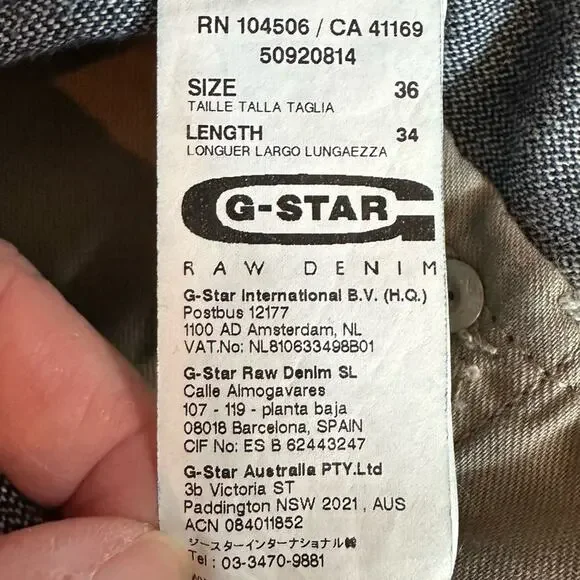 RN 104506 / CA 41169
50920814
SIZE 36
TAILLE TALLA TAGLIA
LENGTH 34
LONGUER LARGO LUNGAEZZA
G-STAR
RAW DENIM
G-Star International B.V. (H.Q.)
Postbus 12177
1100 AD Amsterdam, NL
VAT.No: NL810633498B01
G-Star Raw Denim SL
Calle Almogavares
107 - 119 - planta baja
08018 Barcelona, SPAIN
CIF No: ES B 62443247
G-Star Australia PTY.Ltd
3b Victoria ST
Paddington NSW 2021 , AUS
ACN 084011852
ジースターインターナショナル㈱
Tel : 03-3470-9881